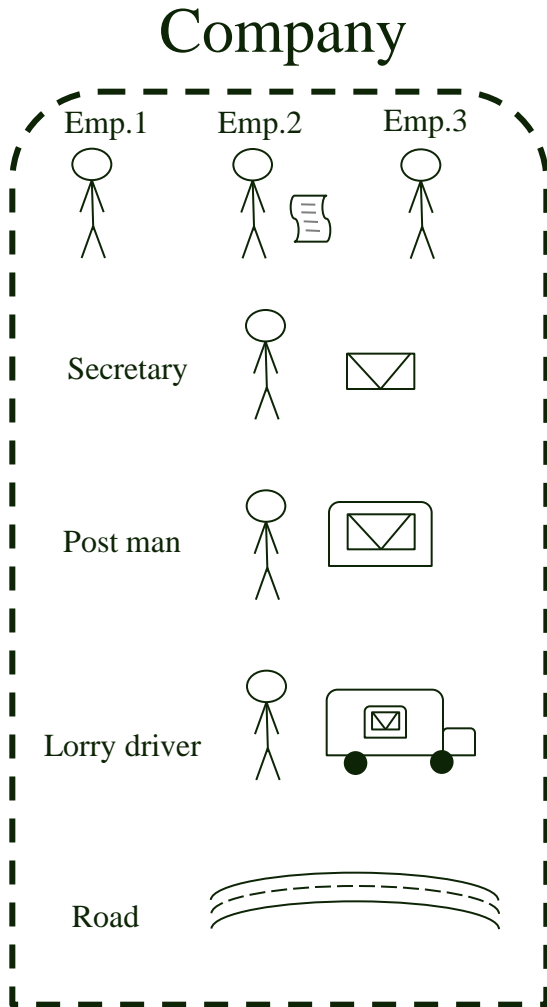 Company
Emp.1 Emp.2 Emp.3
Secretary
Post man
Lorry driver
Road